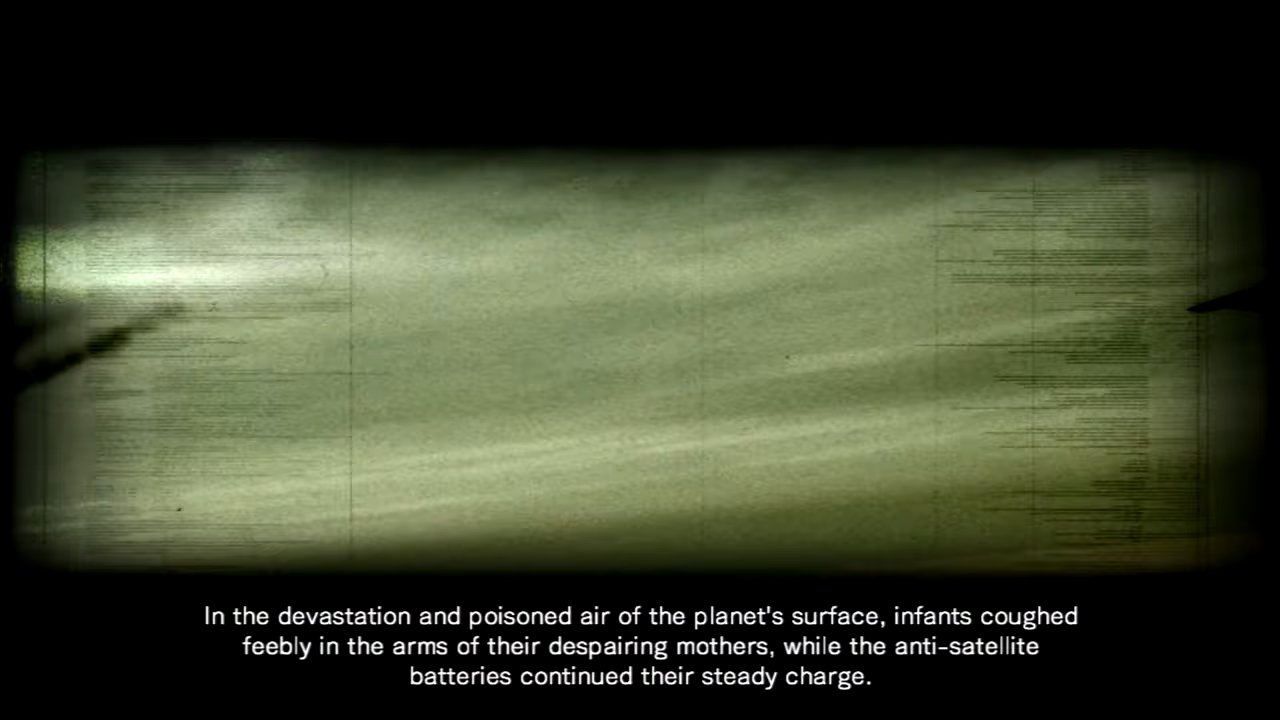 In the devastation and poisoned air of the planet's surface, infants coughed
feebly in the arms of their despairing mothers, while the anti-satellite
batteries continued their steady charge.